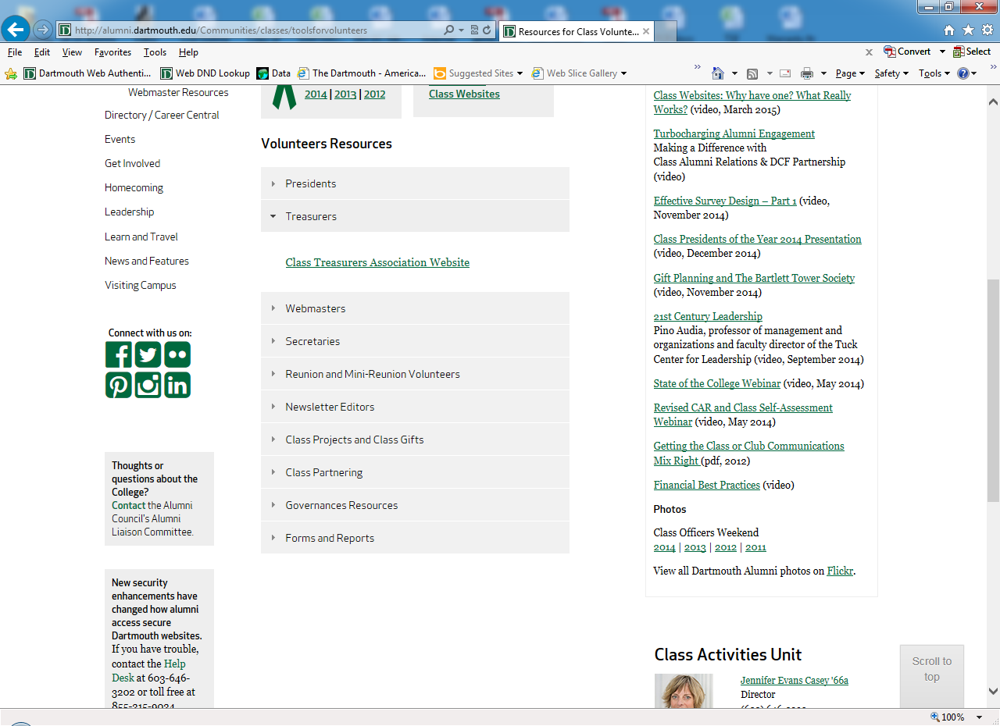 http://alumni.dartmouth.edu/Communities/classes/toolsforvolunteers
Resources for Class Volunte...
File Edit View Favorites Tools Help
Convert Select
Dartmouth Web Authenti... Web DND Lookup Data The Dartmouth - America... Suggested Sites Web Slice Gallery Page Safety Tools
Webmaster Resources
Directory / Career Central
Events
Get Involved
Homecoming
Leadership
Learn and Travel
News and Features
Visiting Campus
Connect with us on:
Thoughts or
questions about the
College?
Contact the Alumni
Council's Alumni
Liaison Committee.
New security
enhancements have
changed how alumni
access secure
Dartmouth websites.
If you have trouble,
contact the Help
Desk at 603-646-
3202 or toll free at
855-215-9034
2014 | 2013 | 2012
Class Websites
Volunteers Resources
Presidents
Treasurers
Class Treasurers Association Website
Webmasters
Secretaries
Reunion and Mini-Reunion Volunteers
Newsletter Editors
Class Projects and Class Gifts
Class Partnering
Governances Resources
Forms and Reports
Class Websites: Why have one? What Really
Works? (video, March 2015)
Turbocharging Alumni Engagement
Making a Difference with
Class Alumni Relations & DCF Partnership
(video)
Effective Survey Design – Part 1 (video,
November 2014)
Class Presidents of the Year 2014 Presentation
(video, December 2014)
Gift Planning and The Bartlett Tower Society
(video, November 2014)
21st Century Leadership
Pino Audia, professor of management and
organizations and faculty director of the Tuck
Center for Leadership (video, September 2014)
State of the College Webinar (video, May 2014)
Revised CAR and Class Self-Assessment
Webinar (video, May 2014)
Getting the Class or Club Communications
Mix Right (pdf, 2012)
Financial Best Practices (video)
Photos
Class Officers Weekend
2014 | 2013 | 2012 | 2011
View all Dartmouth Alumni photos on Flickr.
Class Activities Unit
Jennifer Evans Casey '66a
Director
Scroll to
top
100%